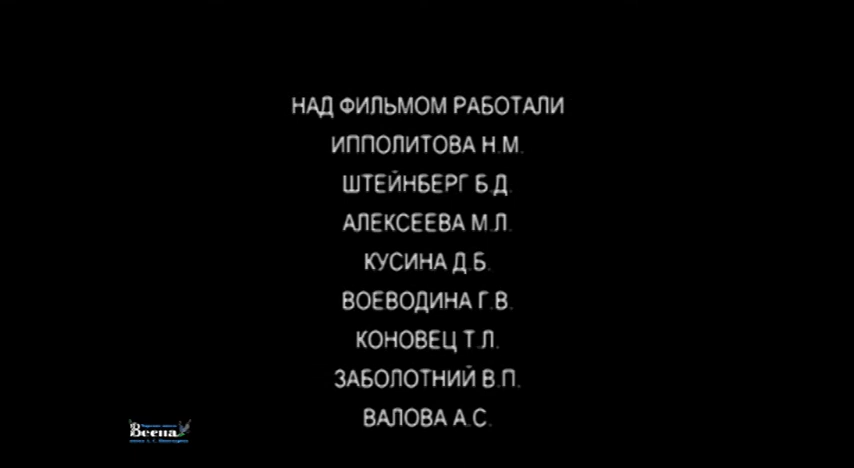 НАД ФИЛЬМОМ РАБОТАЛИ
ИППОЛИТОВА Н.М.
ШТЕЙНБЕРГ Б.Д.
АЛЕКСЕЕВА М.Л.
КУСИНА Д.Б.
ВОЕВОДИНА Г.В.
КОНОВЕЦ Т.Л.
ЗАБОЛОТНИЙ В.П.
ВАЛОВА А.С.
Весна